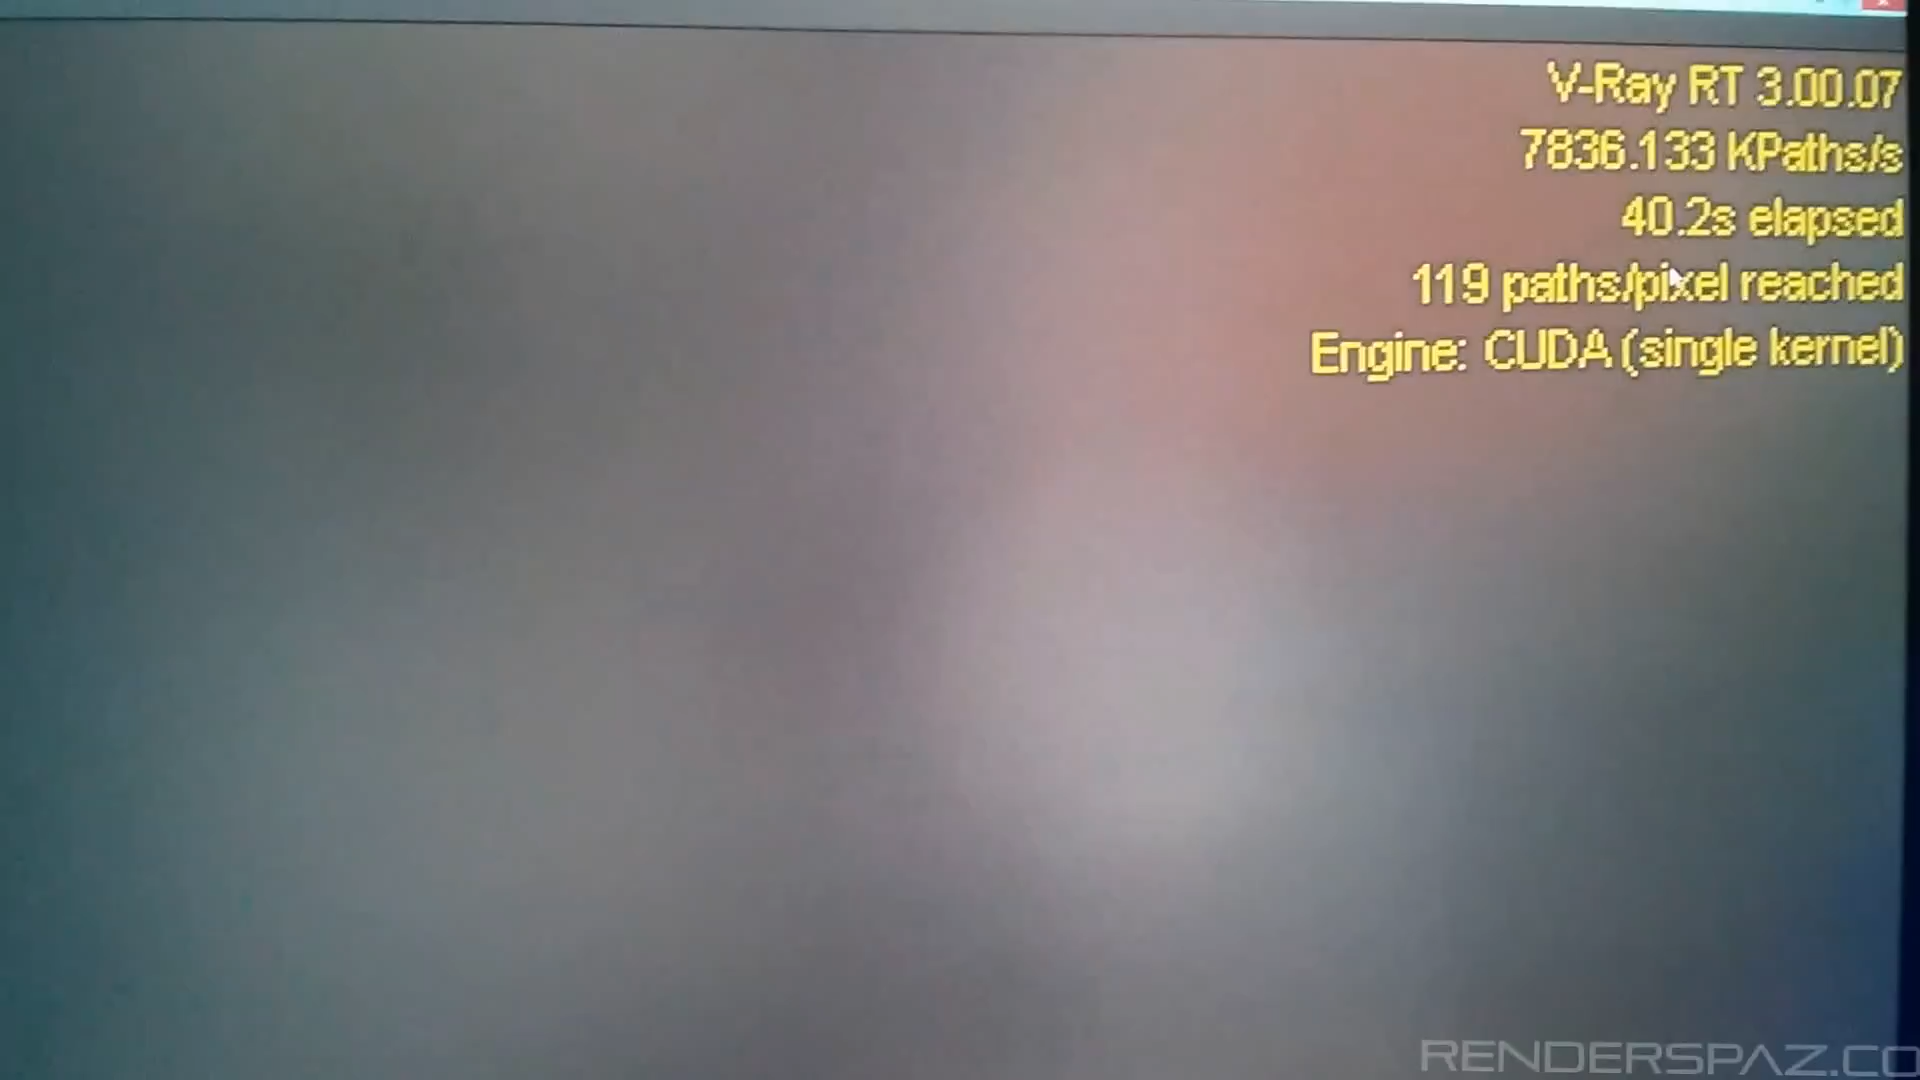 V-Ray RT 3.00.07
7836.133 KPaths/s
40.2s elapsed
119 paths/pixel reached
Engine: CUDA (single kernel)
RENDERSPAZ.CO